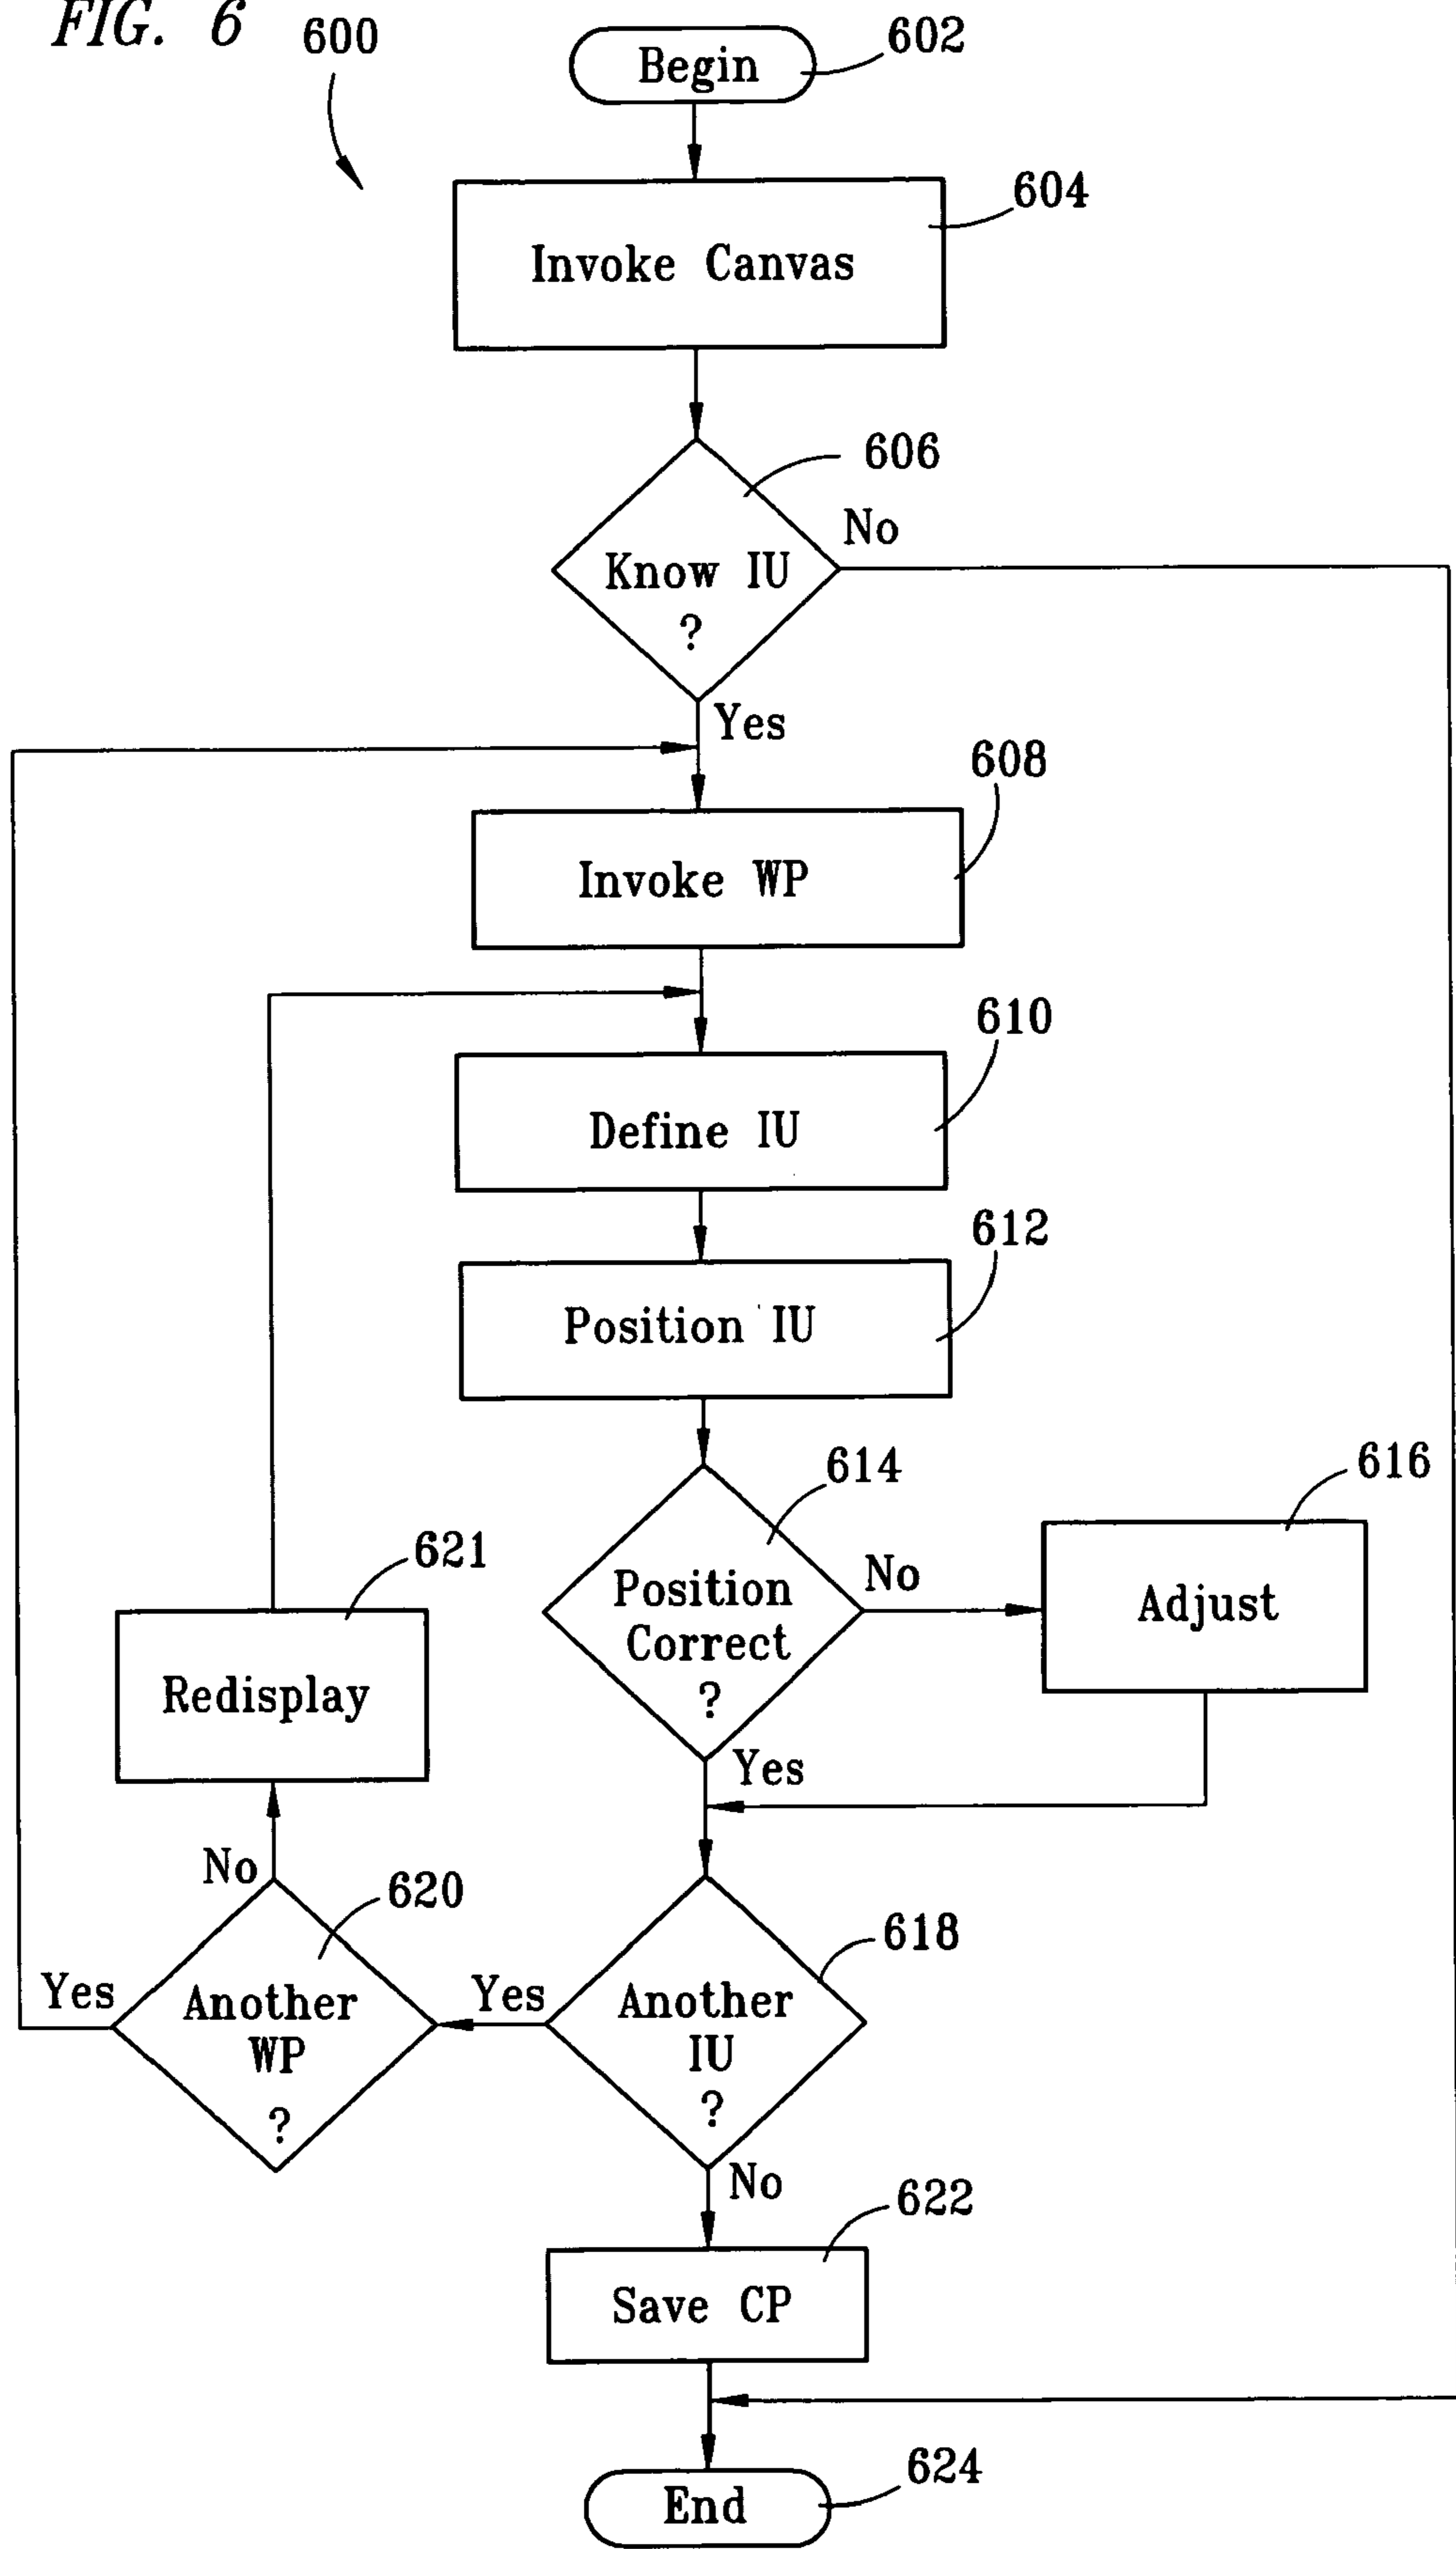 FIG. 6
600
602
Begin
604
Invoke Canvas
606
Know IU
?
No
Yes
608
Invoke WP
610
Define IU
612
Position IU
614
Position
Correct
?
No
616
Adjust
621
Redisplay
Yes
No
620
Another
WP
?
Yes
618
Another
IU
?
Yes
No
622
Save CP
624
End